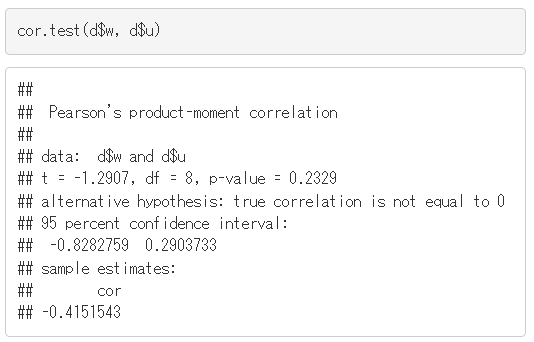 cor.test(d$w, d$u)
##
##  Pearson's product-moment correlation
##
## data:  d$w and d$u
## t = -1.2907, df = 8, p-value = 0.2329
## alternative hypothesis: true correlation is not equal to 0
## 95 percent confidence interval:
##  -0.8282759  0.2903733
## sample estimates:
##        cor
## -0.4151543